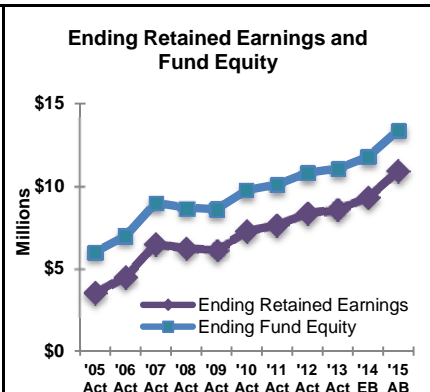 Ending Retained Earnings and
Fund Equity
$15
$10
$5
$0
Millions
Ending Retained Earnings
Ending Fund Equity
'05 '06 '07 '08 '09 '10 '11 '12 '13 '14 '15
Act Act Act Act Act Act Act Act Act EB AB